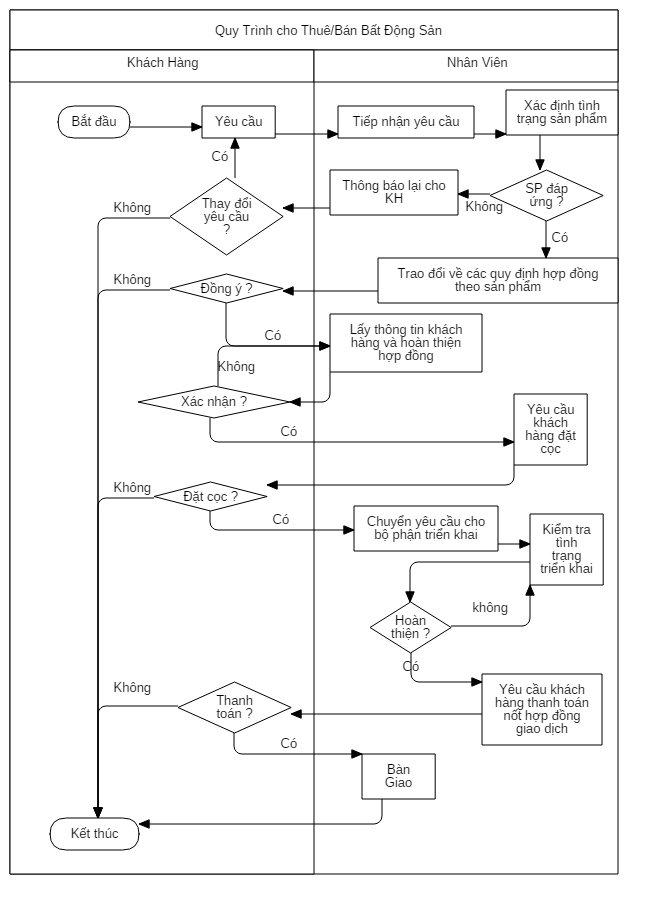 Quy Trình cho Thuê/Bán Bất Động Sản
Khách Hàng
Nhân Viên
Bắt đầu
Yêu cầu
Tiếp nhận yêu cầu
Xác định tình
trạng sản phẩm
Có
Thay đổi
yêu cầu
?
Không
Thông báo lại cho
KH
Không
SP đáp
ứng ?
Có
Trao đổi về các quy định hợp đồng
theo sản phẩm
Không
Đồng ý ?
Có
Lấy thông tin khách
hàng và hoàn thiện
hợp đồng
Không
Xác nhận ?
Có
Yêu cầu
khách
hàng đặt
cọc
Không
Đặt cọc ?
Có
Chuyển yêu cầu cho
bộ phận triển khai
Kiểm tra
tình
trạng
triển khai
không
Hoàn
thiện ?
Có
Yêu cầu khách
hàng thanh toán
nốt hợp đồng
giao dịch
Không
Thanh
toán ?
Có
Bàn
Giao
Kết thúc